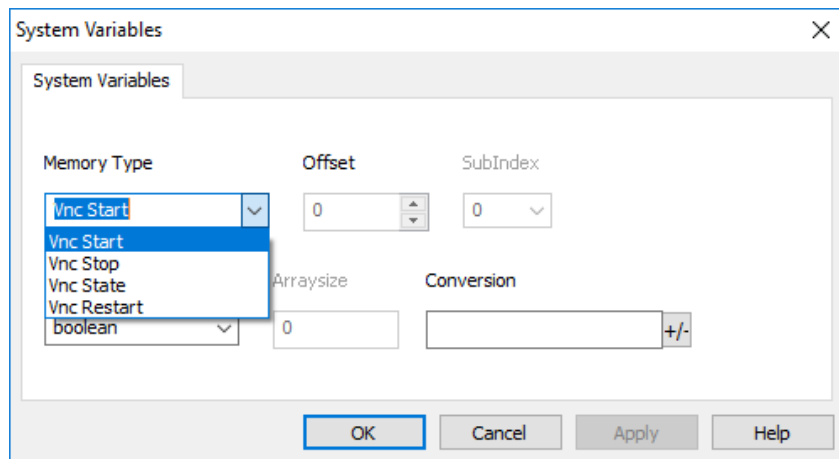 System Variables
System Variables
Memory Type Offset SubIndex
Vnc Start 0 0
Vnc Start
Vnc Stop
Vnc State
Vnc Restart
Arraysize Conversion
boolean 0 +/-
OK Cancel Apply Help